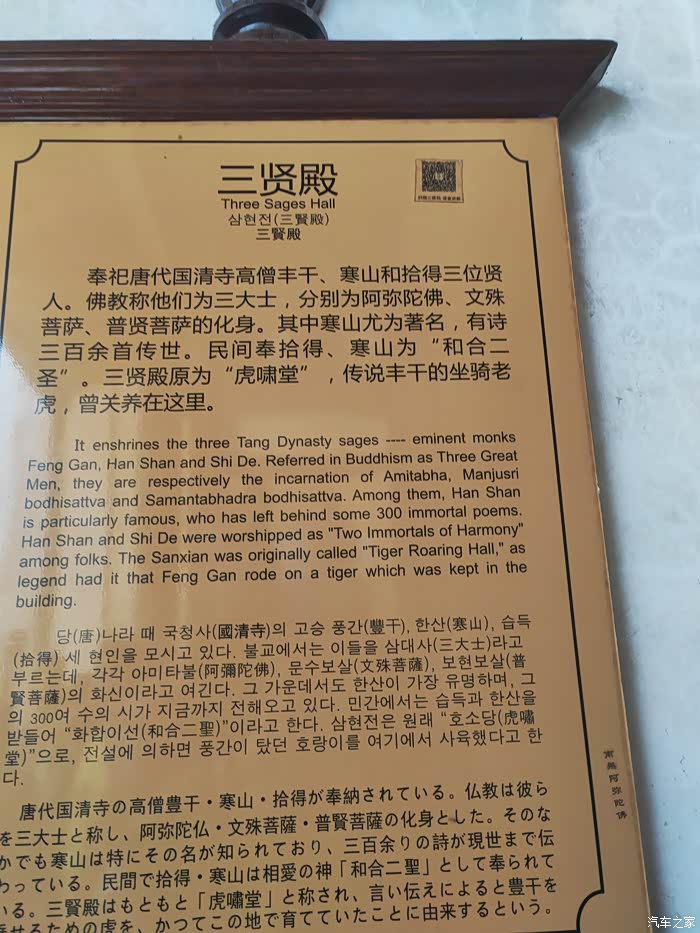 三贤殿
Three Sages Hall
삼현전(三賢殿)
三賢殿
奉祀唐代国清寺高僧丰干、寒山和拾得三位贤
人。佛教称他们为三大士，分别为阿弥陀佛、文殊
菩萨、普贤菩萨的化身。其中寒山尤为著名，有诗
三百余首传世。民间奉拾得、寒山为“和合二
圣”。三贤殿原为“虎啸堂”，传说丰干的坐骑老
虎，曾关养在这里。
It enshrines the three Tang Dynasty sages ---- eminent monks
Feng Gan, Han Shan and Shi De. Referred in Buddhism as Three Great
Men, they are respectively the incarnation of Amitabha, Manjusri
bodhisattva and Samantabhadra bodhisattva. Among them, Han Shan
is particularly famous, who has left behind some 300 immortal poems.
Han Shan and Shi De were worshipped as "Two Immortals of Harmony"
among folks. The Sanxian was originally called "Tiger Roaring Hall," as
legend had it that Feng Gan rode on a tiger which was kept in the
building.
당(唐)나라 때 국청사(國清寺)의 고승 풍간(豐干), 한산(寒山), 습득
(拾得) 세 현인을 모시고 있다. 불교에서는 이들을 삼대사(三大士)라고
부르는데, 각각 아미타불(阿彌陀佛), 문수보살(文殊菩薩), 보현보살(普
賢菩薩)의 화신이라고 여긴다. 그 가운데서도 한산이 가장 유명하며, 그
의 300여 수의 시가 지금까지 전해오고 있다. 민간에서는 습득과 한산을
받들어 “화합이선(和合二聖)”이라고 한다. 삼현전은 원래 “호소당(虎嘯
堂)”으로, 전설에 의하면 풍간이 탔던 호랑이를 여기에서 사육했다고 한
다.
唐代国清寺の高僧豊干・寒山・拾得が奉納されている。仏教は彼ら
を三大士と称し、阿弥陀仏・文殊菩薩・普賢菩薩の化身とした。そのな
かでも寒山は特にその名が知られており、三百余りの詩が現世まで伝
わっている。民間で拾得・寒山は相愛の神「和合二聖」として奉られて
いる。三賢殿はもともと「虎嘯堂」と称され、言い伝えによると豊干を
乗せるための虎を、かつてこの地で育てていたことに由来するという。
南無阿弥陀佛
汽车之家